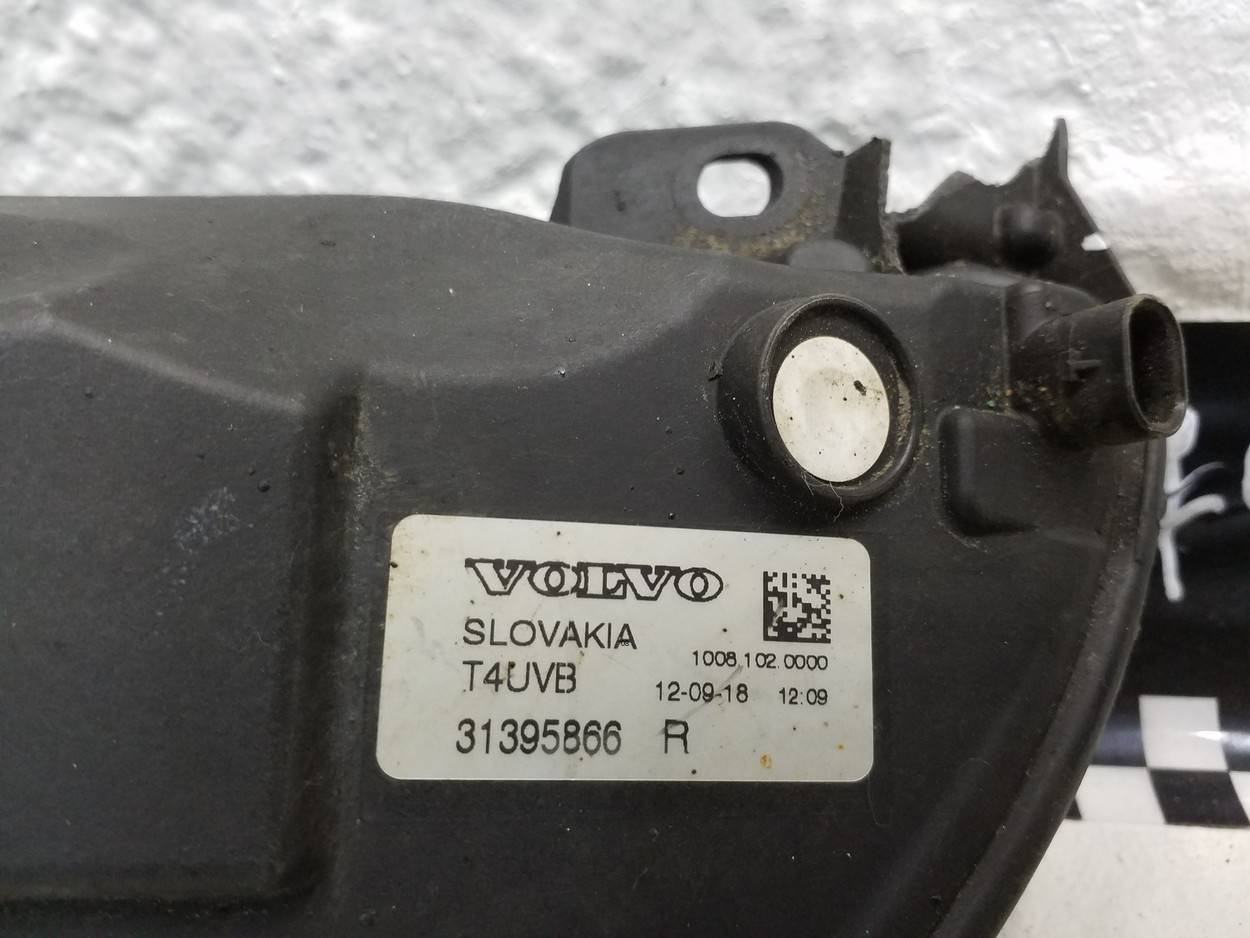 VOLVO
SLOVAKIA
1008.102.0000
T4UVB
12-09-18 12:09
31395866 R